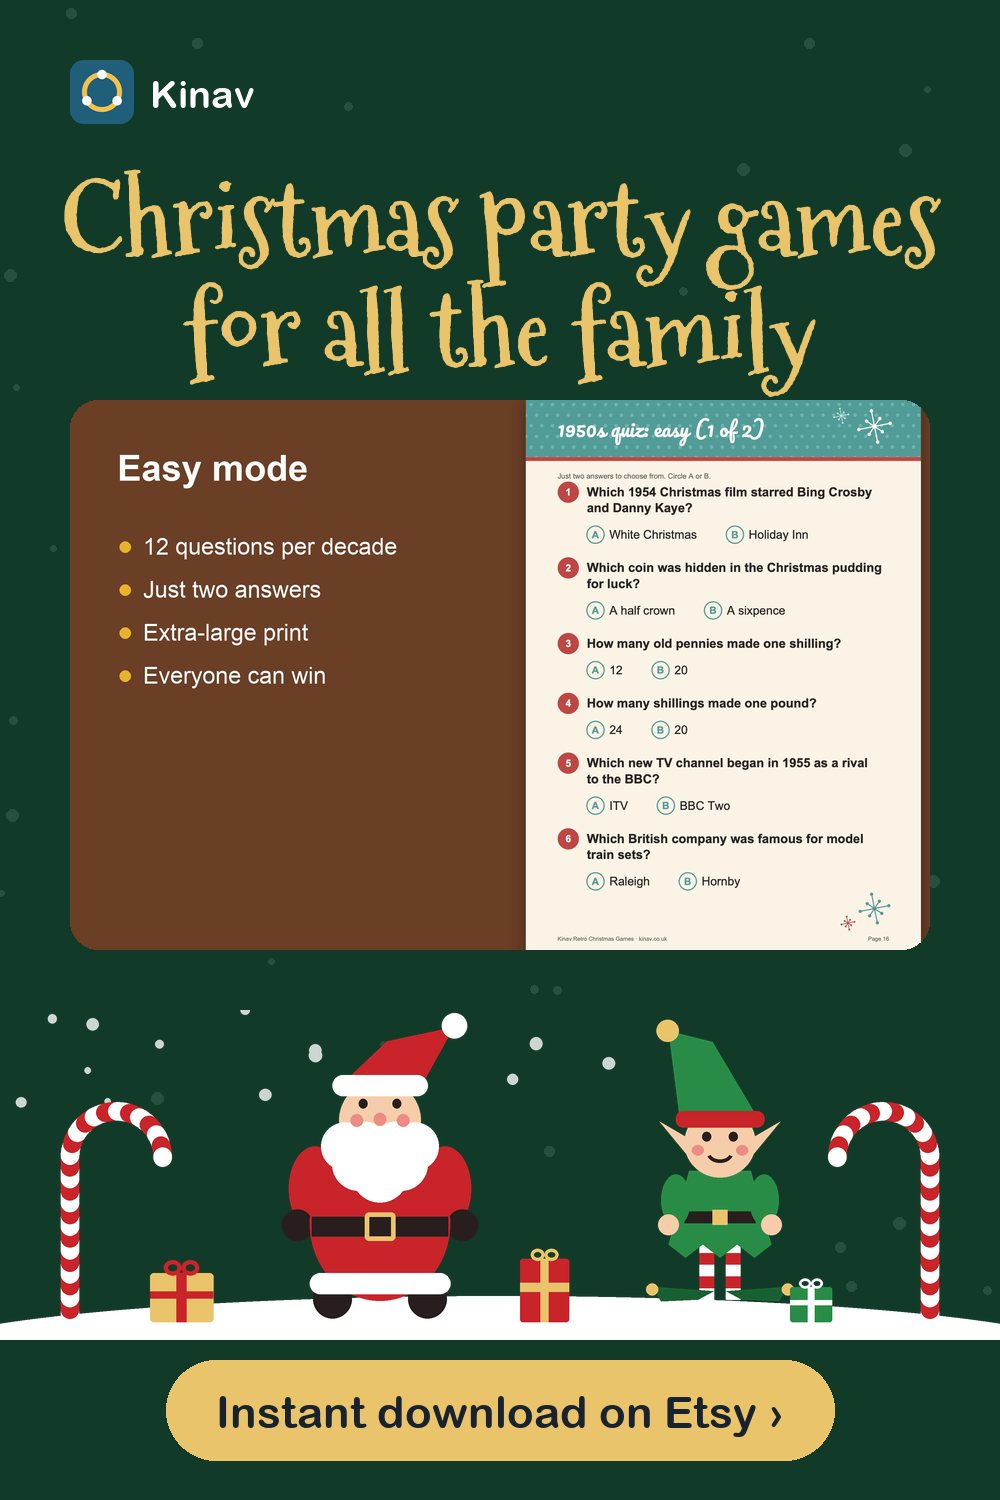 Kinav
Christmas party games
for all the family
Easy mode
12 questions per decade
Just two answers
Extra-large print
Everyone can win
1950s quiz: easy (1 of 2)
Just two answers to choose from. Circle A or B.
1 Which 1954 Christmas film starred Bing Crosby
and Danny Kaye?
A White Christmas B Holiday Inn
2 Which coin was hidden in the Christmas pudding
for luck?
A A half crown B A sixpence
3 How many old pennies made one shilling?
A 12 B 20
4 How many shillings made one pound?
A 24 B 20
5 Which new TV channel began in 1955 as a rival
to the BBC?
A ITV B BBC Two
6 Which British company was famous for model
train sets?
A Raleigh B Hornby
Kinav Retro Christmas Games · kinav.co.uk Page 16
Instant download on Etsy ›